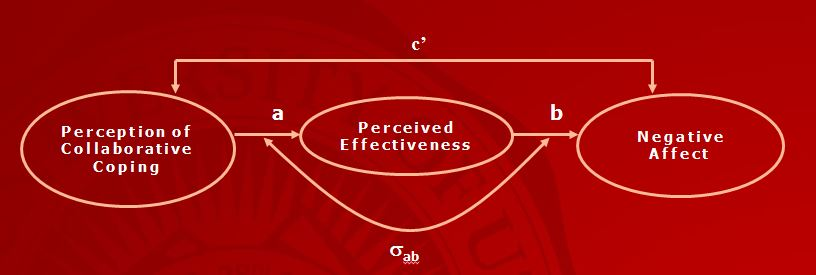 c’
a
b
Perception of
Collaborative
Coping
Perceived
Effectiveness
Negative
Affect
σab